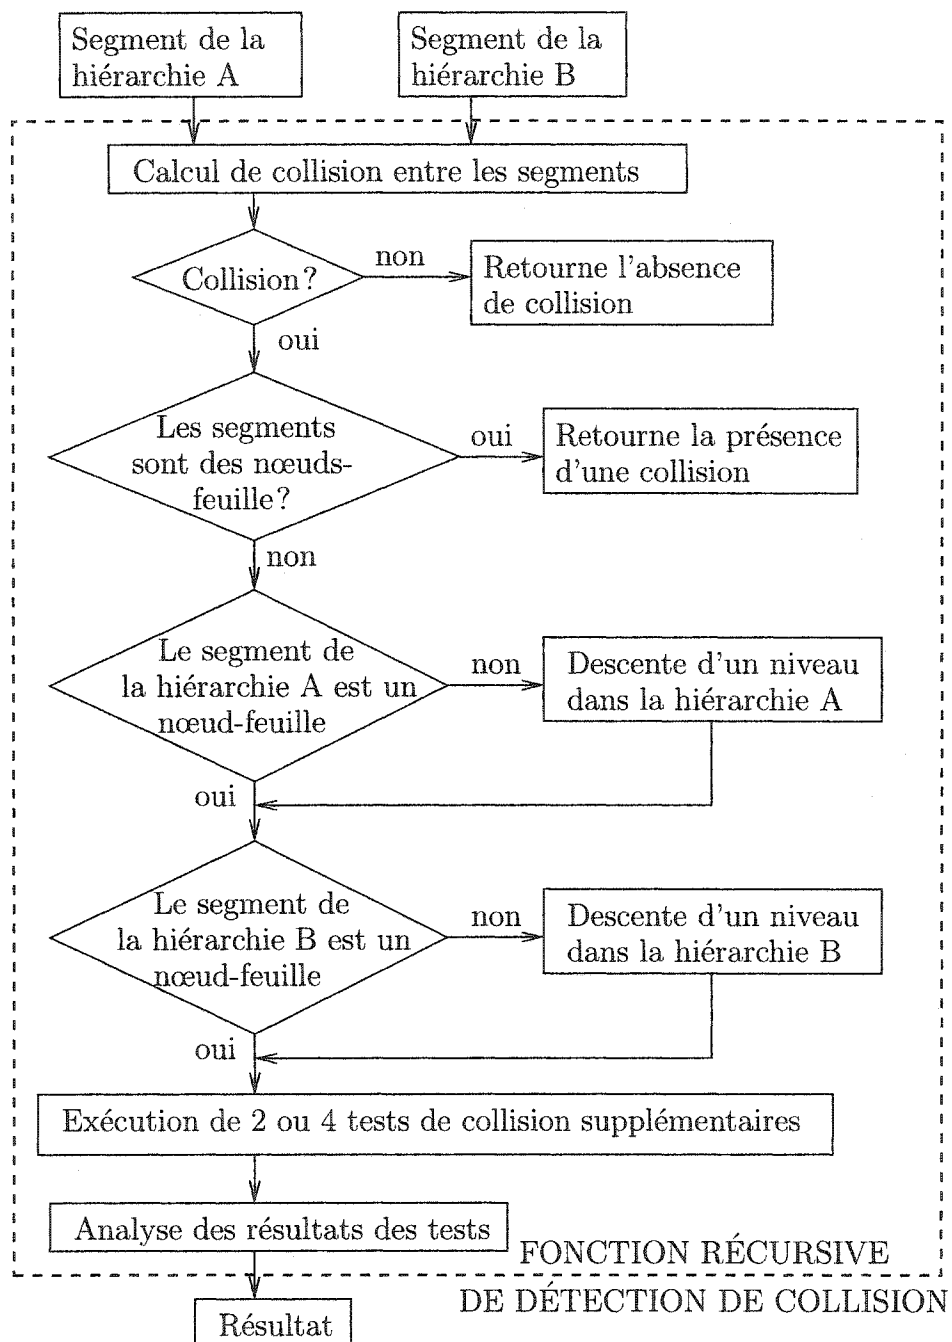 Segment de la
hiérarchie A
Segment de la
hiérarchie B
Calcul de collision entre les segments
Collision ?
non
Retourne l'absence
de collision
oui
Les segments
sont des nœuds-
feuille ?
oui
Retourne la présence
d'une collision
non
Le segment de
la hiérarchie A est un
nœud-feuille
non
Descente d'un niveau
dans la hiérarchie A
oui
Le segment de
la hiérarchie B est un
nœud-feuille
non
Descente d'un niveau
dans la hiérarchie B
oui
Exécution de 2 ou 4 tests de collision supplémentaires
Analyse des résultats des tests
FONCTION RÉCURSIVE
DE DÉTECTION DE COLLISION
Résultat